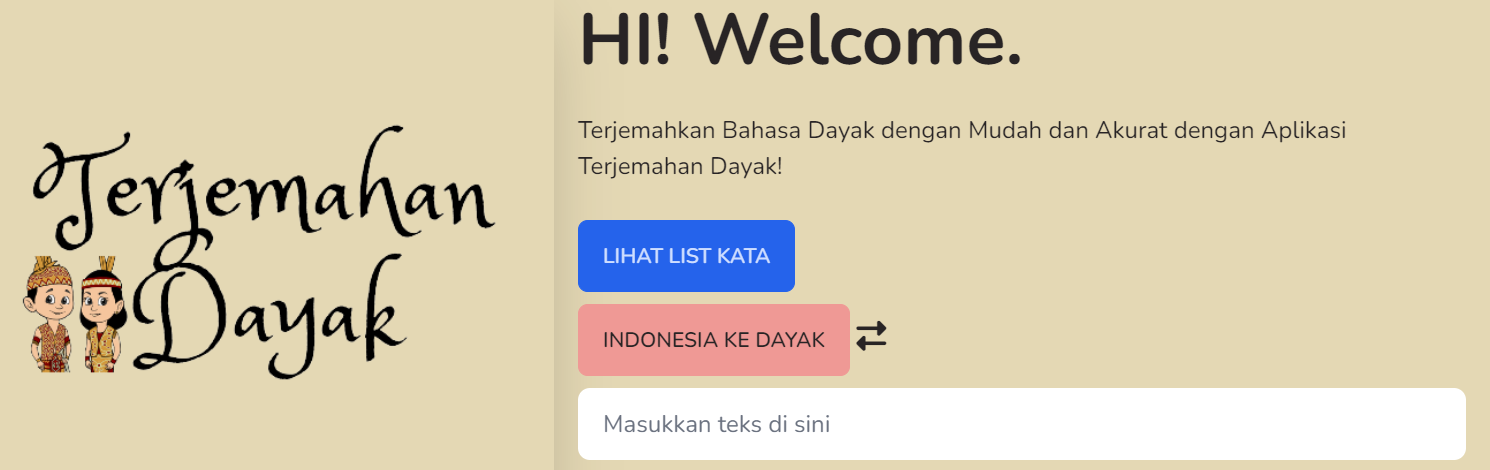 Terjemahan
Dayak
HI! Welcome.
Terjemahkan Bahasa Dayak dengan Mudah dan Akurat dengan Aplikasi
Terjemahan Dayak!
LIHAT LIST KATA
INDONESIA KE DAYAK
Masukkan teks di sini